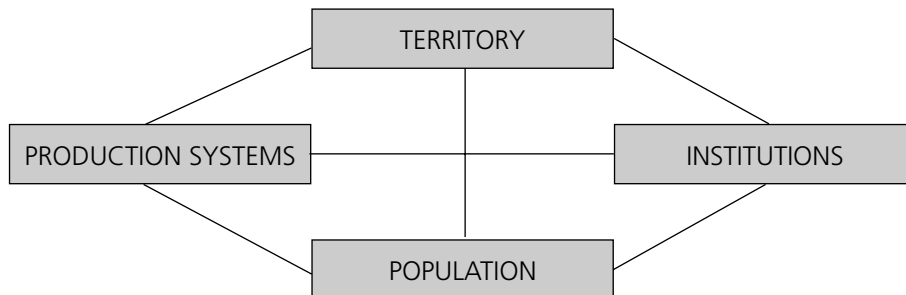 TERRITORY
PRODUCTION SYSTEMS
INSTITUTIONS
POPULATION